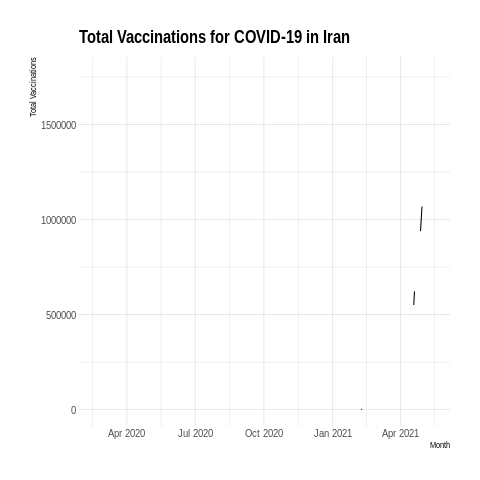 Total Vaccinations for COVID-19 in Iran
Total Vaccinations
1500000
1000000
500000
0
Apr 2020 Jul 2020 Oct 2020 Jan 2021 Apr 2021
Month